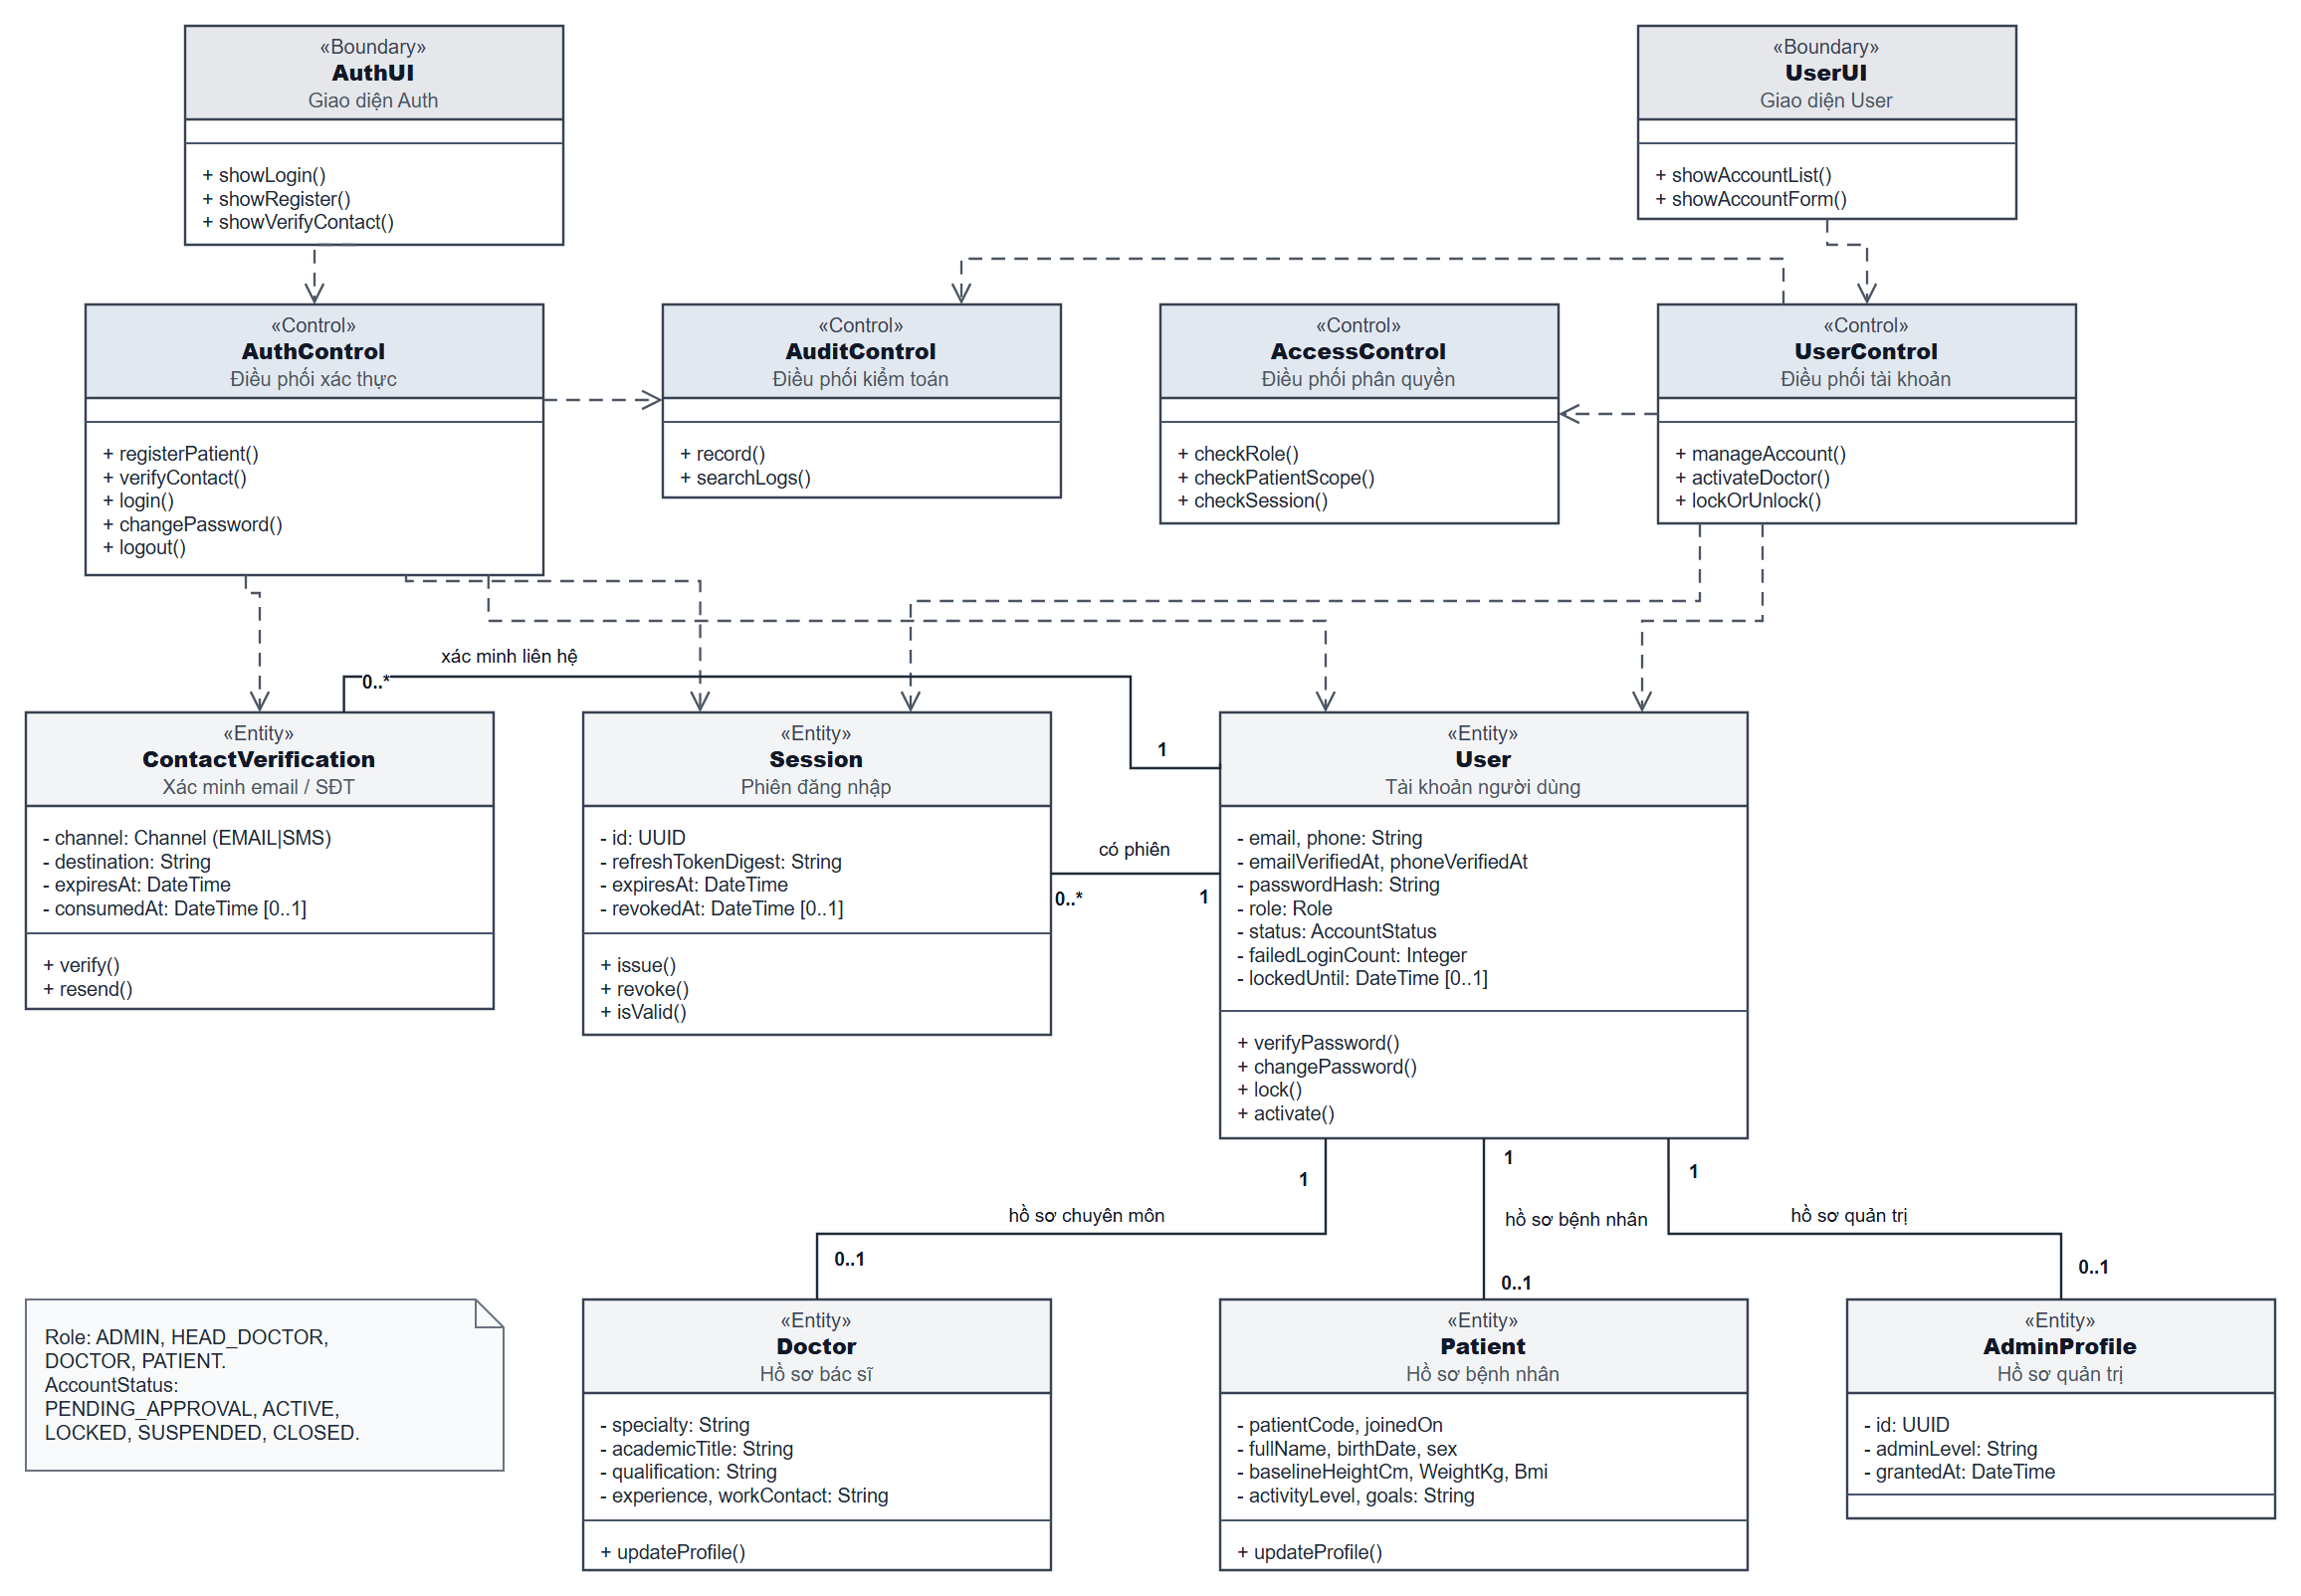 «Boundary»
AuthUI
Giao diện Auth
+ showLogin()
+ showRegister()
+ showVerifyContact()
«Boundary»
UserUI
Giao diện User
+ showAccountList()
+ showAccountForm()
«Control»
AuthControl
Điều phối xác thực
+ registerPatient()
+ verifyContact()
+ login()
+ changePassword()
+ logout()
«Control»
AuditControl
Điều phối kiểm toán
+ record()
+ searchLogs()
«Control»
AccessControl
Điều phối phân quyền
+ checkRole()
+ checkPatientScope()
+ checkSession()
«Control»
UserControl
Điều phối tài khoản
+ manageAccount()
+ activateDoctor()
+ lockOrUnlock()
xác minh liên hệ
0..*
1
«Entity»
ContactVerification
Xác minh email / SĐT
- channel: Channel (EMAIL|SMS)
- destination: String
- expiresAt: DateTime
- consumedAt: DateTime [0..1]
+ verify()
+ resend()
«Entity»
Session
Phiên đăng nhập
- id: UUID
- refreshTokenDigest: String
- expiresAt: DateTime
- revokedAt: DateTime [0..1]
+ issue()
+ revoke()
+ isValid()
có phiên
0..*
1
«Entity»
User
Tài khoản người dùng
- email, phone: String
- emailVerifiedAt, phoneVerifiedAt
- passwordHash: String
- role: Role
- status: AccountStatus
- failedLoginCount: Integer
- lockedUntil: DateTime [0..1]
+ verifyPassword()
+ changePassword()
+ lock()
+ activate()
1
hồ sơ chuyên môn
0..1
1
hồ sơ bệnh nhân
0..1
1
hồ sơ quản trị
0..1
Role: ADMIN, HEAD_DOCTOR,
DOCTOR, PATIENT.
AccountStatus:
PENDING_APPROVAL, ACTIVE,
LOCKED, SUSPENDED, CLOSED.
«Entity»
Doctor
Hồ sơ bác sĩ
- specialty: String
- academicTitle: String
- qualification: String
- experience, workContact: String
+ updateProfile()
«Entity»
Patient
Hồ sơ bệnh nhân
- patientCode, joinedOn
- fullName, birthDate, sex
- baselineHeightCm, WeightKg, Bmi
- activityLevel, goals: String
+ updateProfile()
«Entity»
AdminProfile
Hồ sơ quản trị
- id: UUID
- adminLevel: String
- grantedAt: DateTime